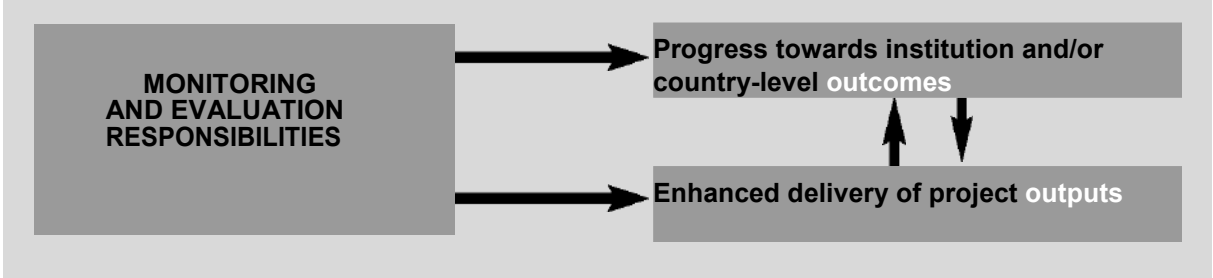 MONITORING
AND EVALUATION
RESPONSIBILITIES
Progress towards institution and/or
country-level outcomes
Enhanced delivery of project outputs